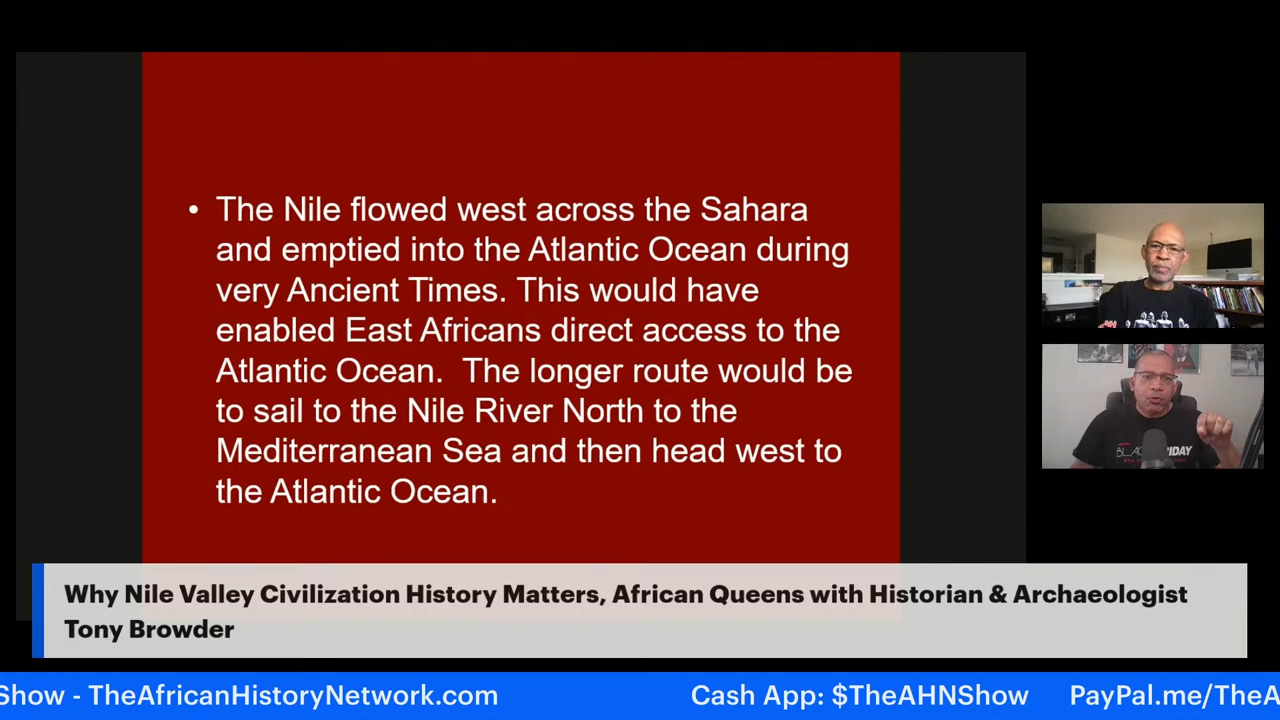 • The Nile flowed west across the Sahara
and emptied into the Atlantic Ocean during
very Ancient Times. This would have
enabled East Africans direct access to the
Atlantic Ocean.  The longer route would be
to sail to the Nile River North to the
Mediterranean Sea and then head west to
the Atlantic Ocean.
Why Nile Valley Civilization History Matters, African Queens with Historian & Archaeologist
Tony Browder
Show - TheAfricanHistoryNetwork.com Cash App: $TheAHNShow PayPal.me/TheA